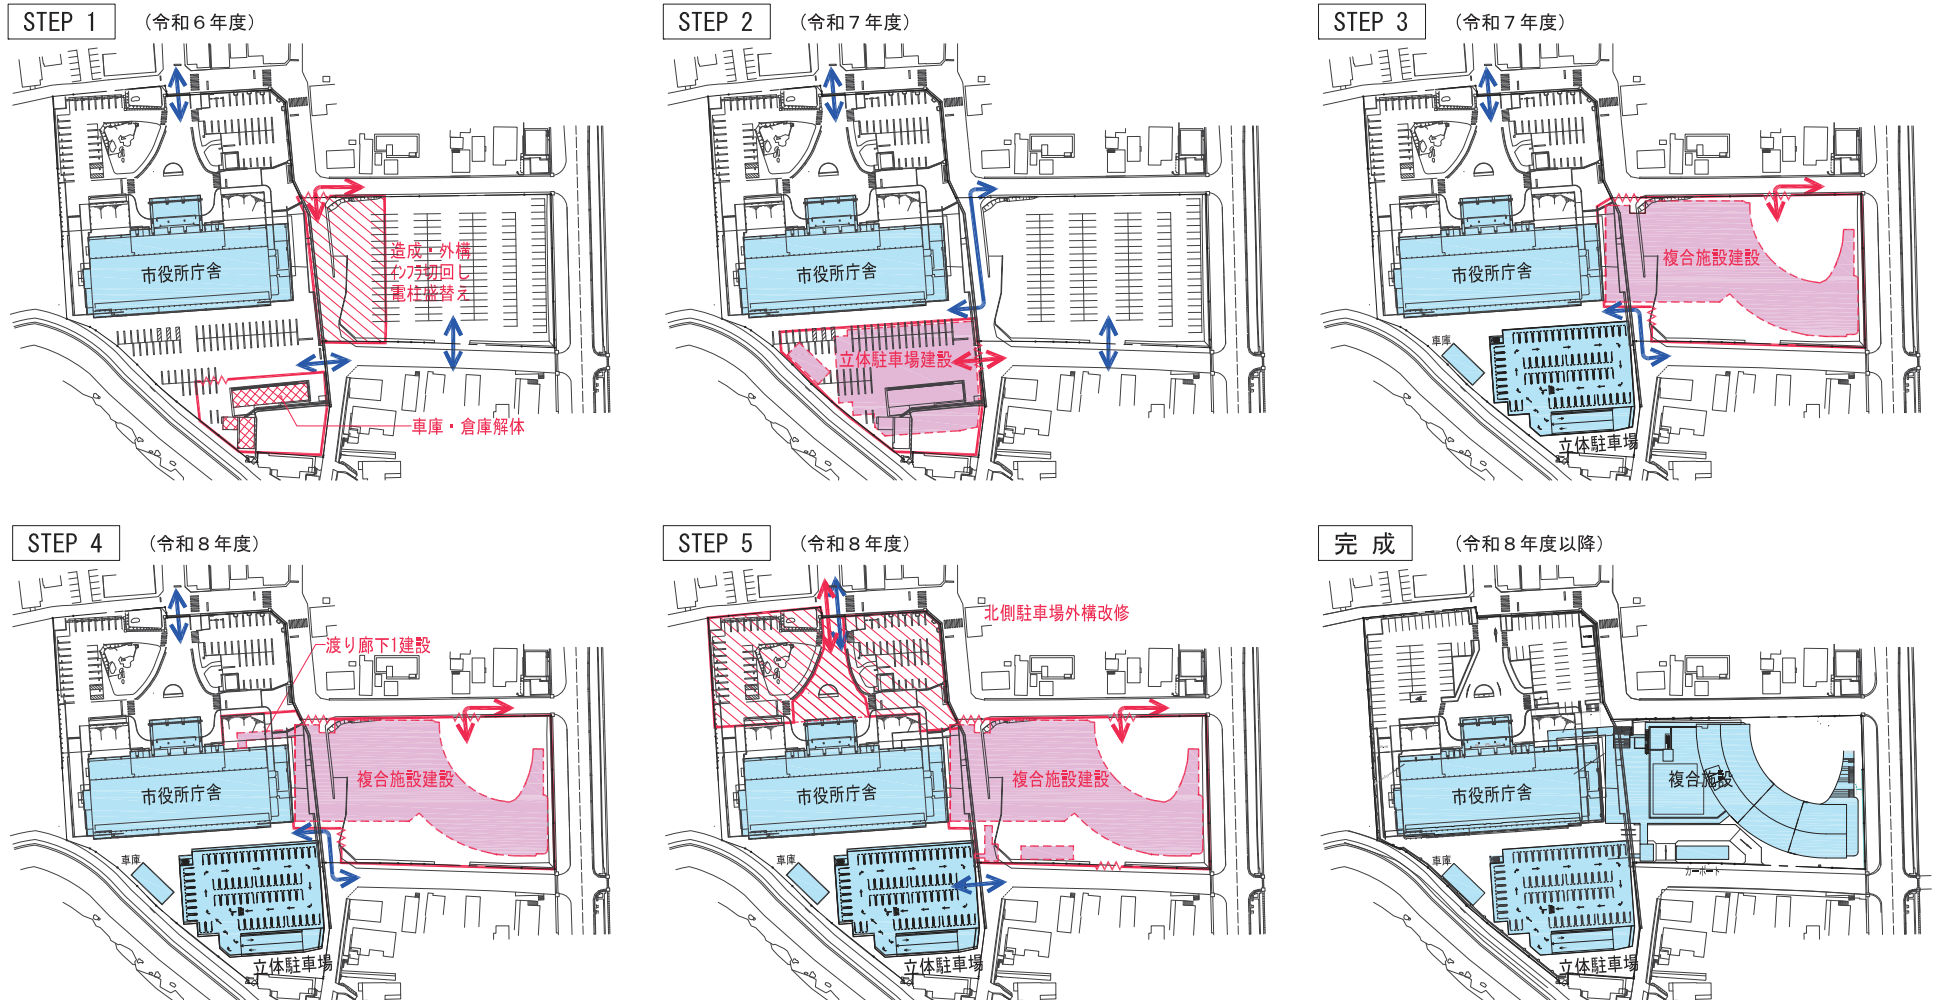 STEP 1 (令和6年度)
市役所庁舎
造成・外構
インフラ切回し
電柱盛替え
車庫・倉庫解体
STEP 2 (令和7年度)
市役所庁舎
立体駐車場建設
STEP 3 (令和7年度)
市役所庁舎
複合施設建設
車庫
立体駐車場
STEP 4 (令和8年度)
渡り廊下1建設
市役所庁舎
複合施設建設
車庫
立体駐車場
STEP 5 (令和8年度)
北側駐車場外構改修
市役所庁舎
複合施設建設
車庫
立体駐車場
完 成 (令和8年度以降)
市役所庁舎
複合施設
車庫
カーポート
立体駐車場